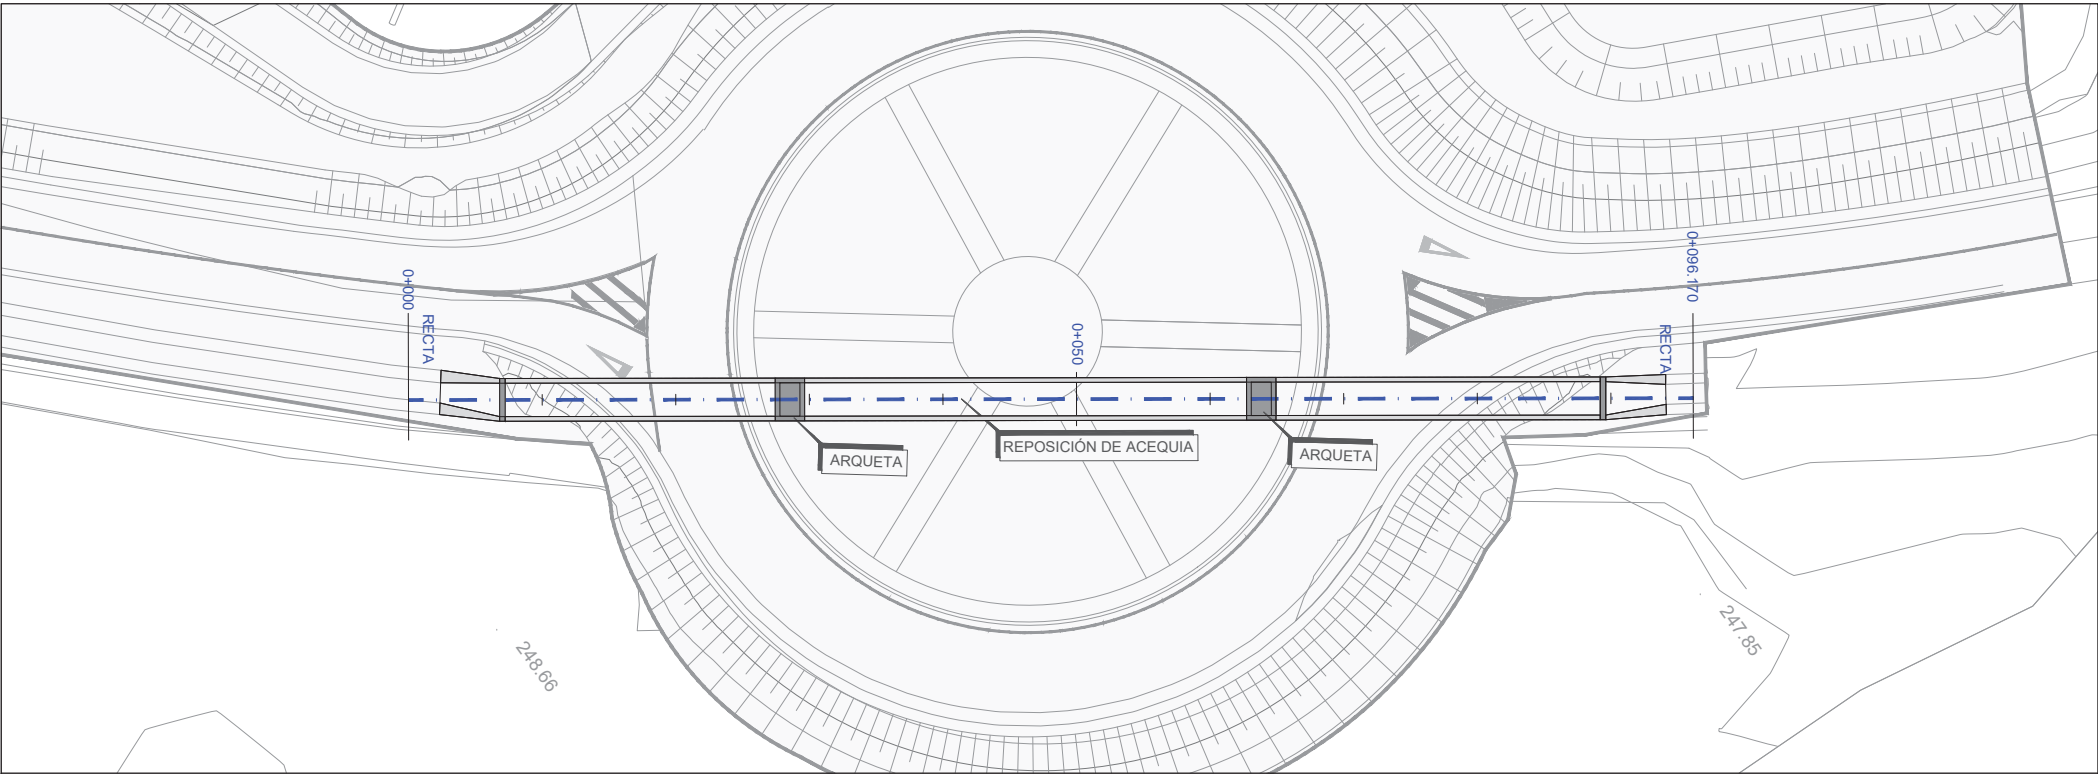 0+000
RECTA
0+050
0+096.170
RECTA
ARQUETA
REPOSICIÓN DE ACEQUIA
ARQUETA
248.66
247.85